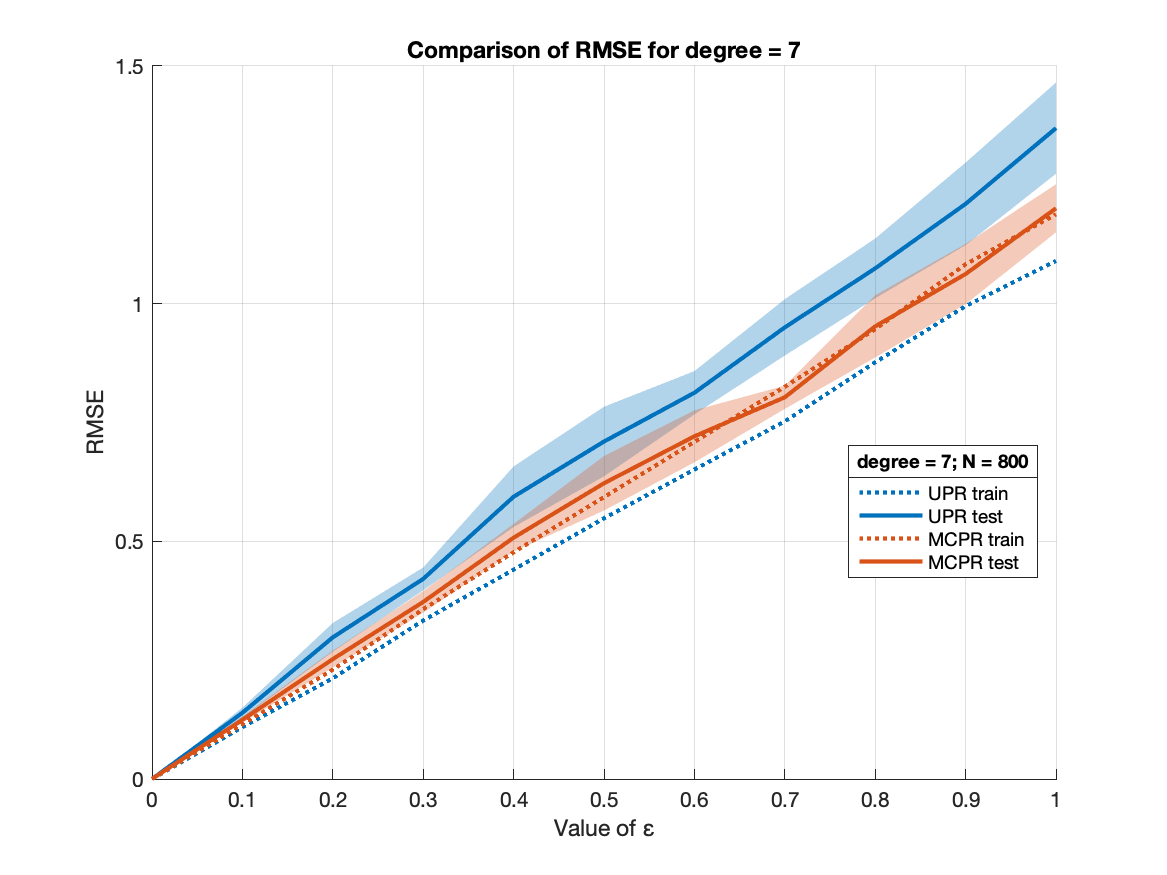 Comparison of RMSE for degree = 7
1.5
1
0.5
0
RMSE
0 0.1 0.2 0.3 0.4 0.5 0.6 0.7 0.8 0.9 1
Value of ε
degree = 7; N = 800
UPR train
UPR test
MCPR train
MCPR test